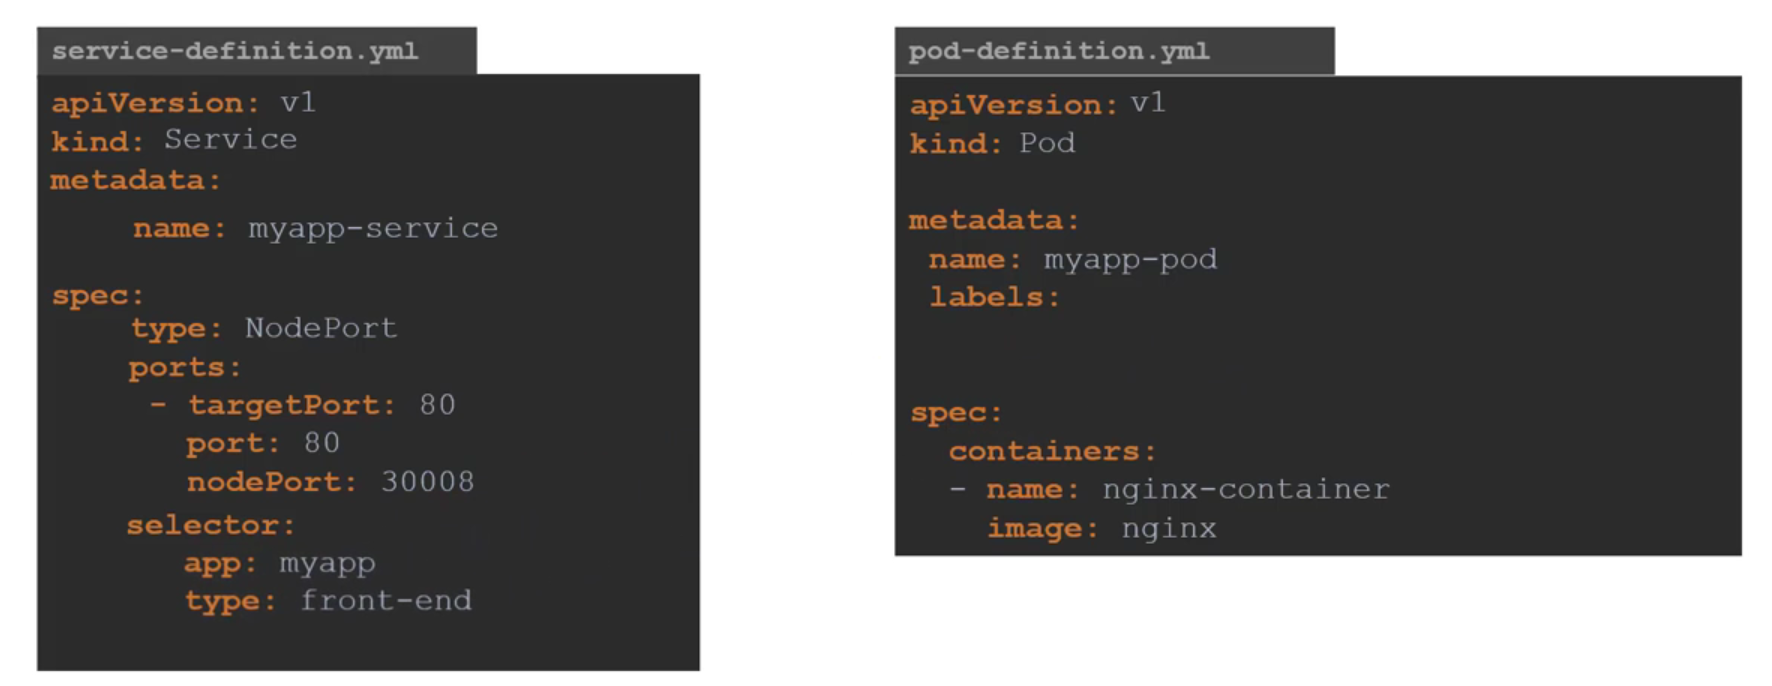 service-definition.yml
apiVersion: v1
kind: Service
metadata:
name: myapp-service
spec:
type: NodePort
ports:
- targetPort: 80
port: 80
nodePort: 30008
selector:
app: myapp
type: front-end
pod-definition.yml
apiVersion: v1
kind: Pod
metadata:
name: myapp-pod
labels:
spec:
containers:
- name: nginx-container
image: nginx